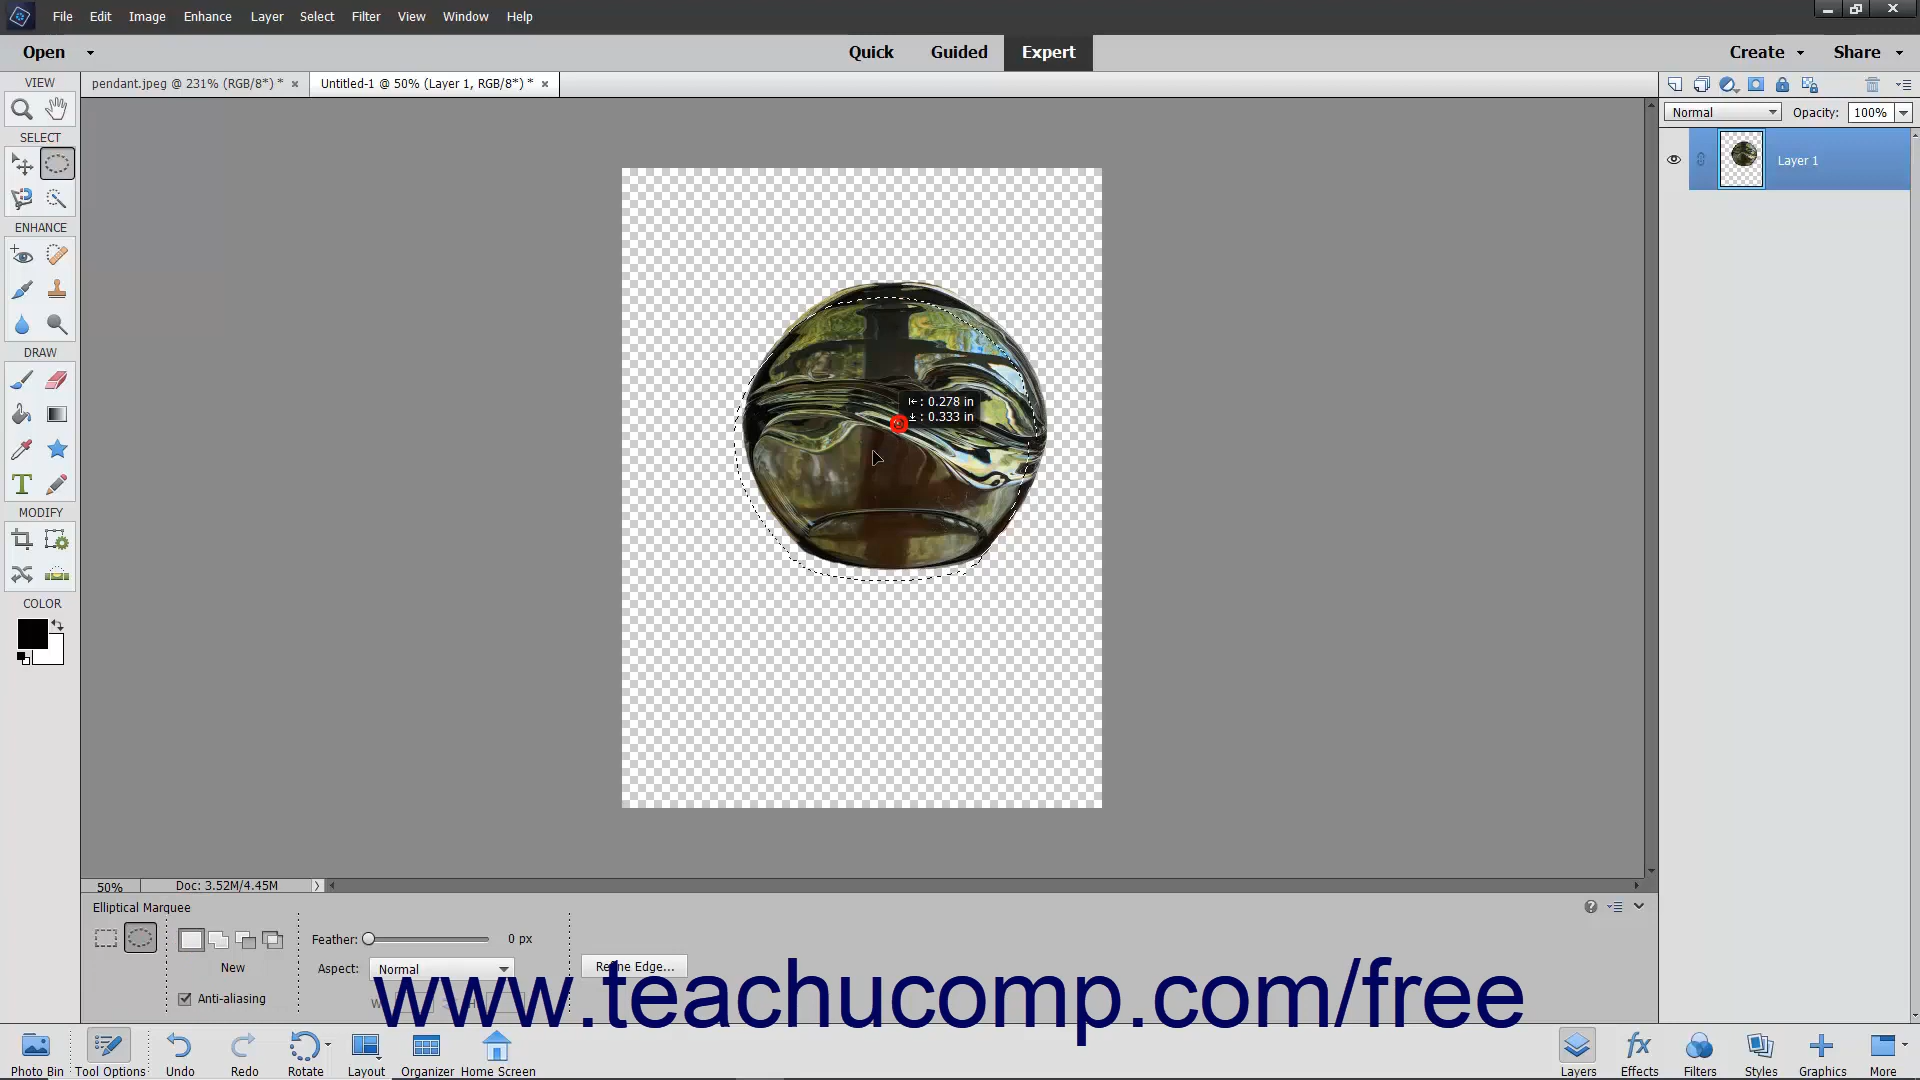 File Edit Image Enhance Layer Select Filter View Window Help
Open Quick Guided Expert Create Share
pendant.jpeg @ 231% (RGB/8*) * × Untitled-1 @ 50% (Layer 1, RGB/8*) * ×
VIEW
SELECT
ENHANCE
DRAW
T
MODIFY
COLOR
Normal Opacity: 100%
Layer 1
: 0.278 in
: 0.333 in
50% Doc: 3.52M/4.45M
Elliptical Marquee
Feather: 0 px
New
Aspect: Normal
Refine Edge...
Anti-aliasing
www.teachucomp.com/free
Photo Bin Tool Options Undo Redo Rotate Layout Organizer Home Screen
fx
Layers Effects Filters Styles Graphics More